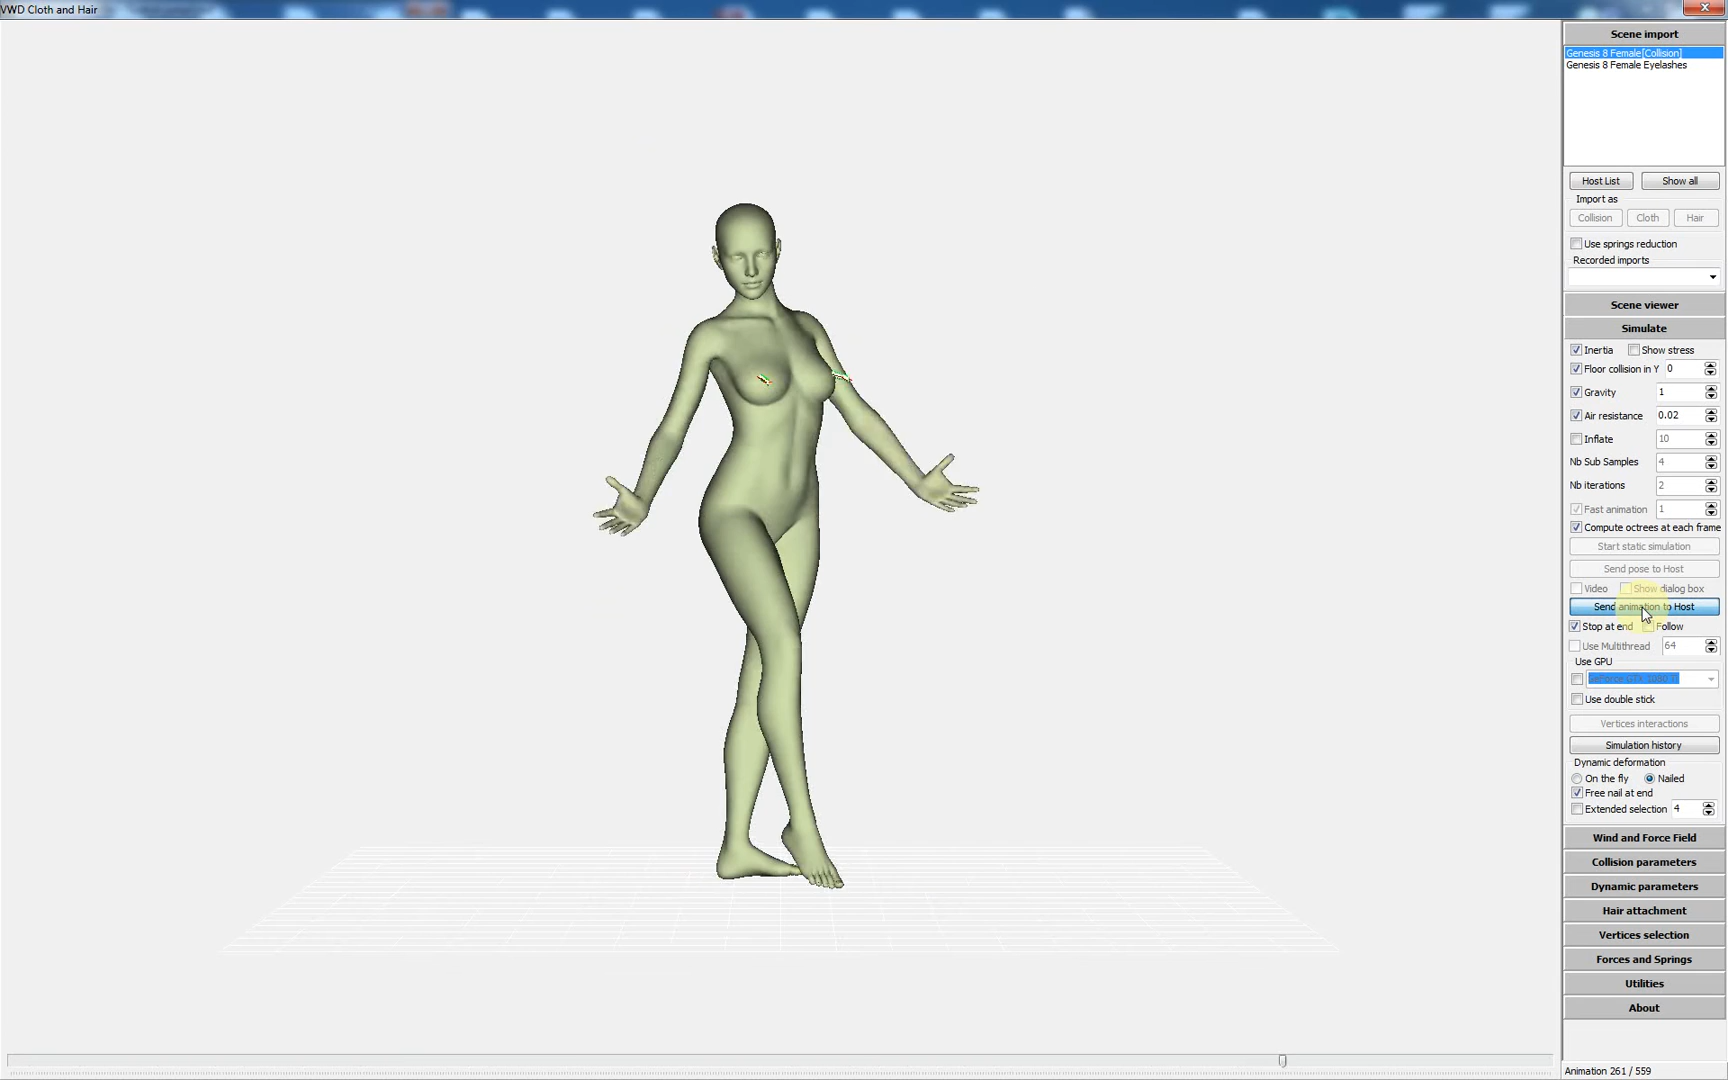 VWD Cloth and Hair
Scene import
Genesis 8 Female[Collision]
Genesis 8 Female Eyelashes
Host List
Show all
Import as
Collision
Cloth
Hair
Use springs reduction
Recorded imports
Scene viewer
Simulate
Inertia
Show stress
Floor collision in Y 0
Gravity 1
Air resistance 0.02
Inflate 10
Nb Sub Samples 4
Nb iterations 2
Fast animation 1
Compute octrees at each frame
Start static simulation
Send pose to Host
Video
Show dialog box
Send animation to Host
Stop at end
Follow
Use Multithread 64
Use GPU
GeForce GTX 1080 Ti
Use double stick
Vertices interactions
Simulation history
Dynamic deformation
On the fly
Nailed
Free nail at end
Extended selection 4
Wind and Force Field
Collision parameters
Dynamic parameters
Hair attachment
Vertices selection
Forces and Springs
Utilities
About
Animation 261 / 559